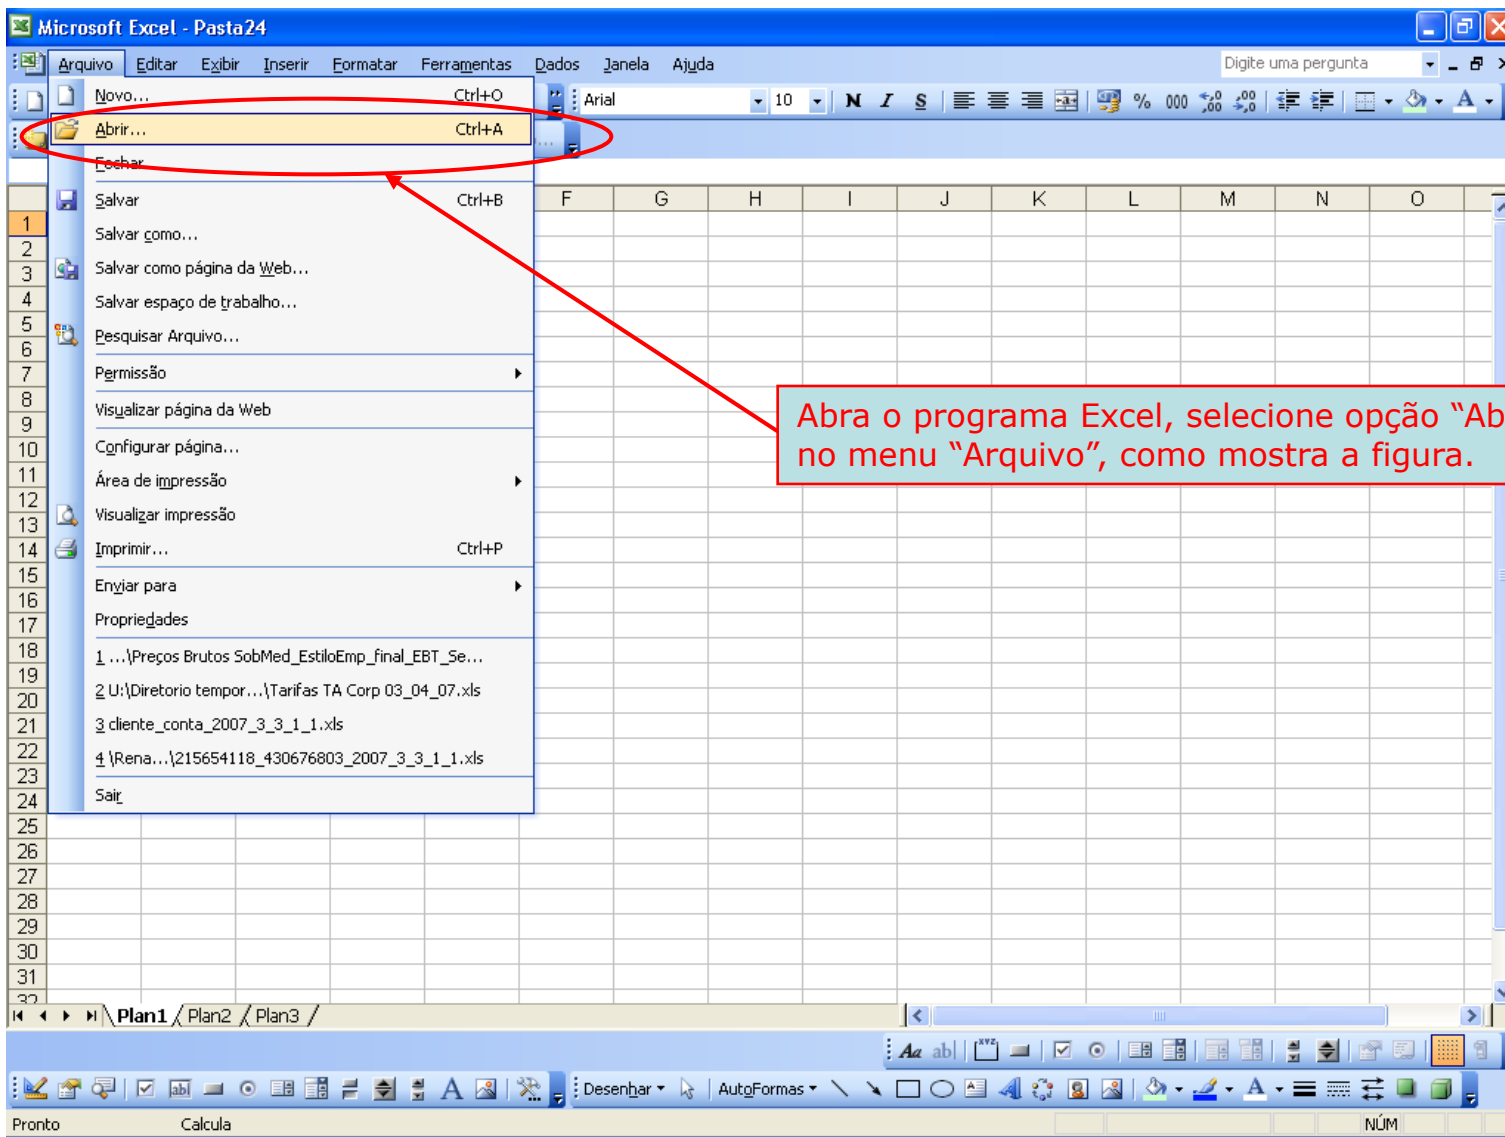 Microsoft Excel - Pasta24
Arquivo Editar Exibir Inserir Formatar Ferramentas Dados Janela Ajuda Digite uma pergunta
Novo... Ctrl+O Arial 10 N I S % 000
Abrir... Ctrl+A
Fechar
Salvar Ctrl+B
F G H I J K L M N O
Salvar como...
Salvar como página da Web...
Salvar espaço de trabalho...
Pesquisar Arquivo...
Permissão
Visualizar página da Web
Configurar página...
Área de impressão
Visualizar impressão
Imprimir... Ctrl+P
Enviar para
Propriedades
1 ...\Preços Brutos SobMed_EstiloEmp_final_EBT_Se...
2 U:\Diretorio tempor...\Tarifas TA Corp 03_04_07.xls
3 cliente_conta_2007_3_3_1_1.xls
4 \Rena...\215654118_430676803_2007_3_3_1_1.xls
Sair
Abra o programa Excel, selecione opção “Ab
no menu “Arquivo”, como mostra a figura.
1
2
3
4
5
6
7
8
9
10
11
12
13
14
15
16
17
18
19
20
21
22
23
24
25
26
27
28
29
30
31
32
Plan1 Plan2 Plan3
Aa ab|
Desenhar AutoFormas
Pronto Calcula NÚM